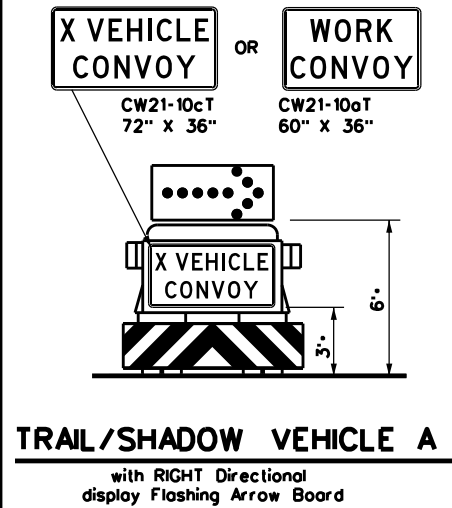 X VEHICLE
CONVOY
OR
WORK
CONVOY
CW21-10cT
72" X 36"
CW21-10aT
60" X 36"
X VEHICLE
CONVOY
6'±
3'±
TRAIL/SHADOW VEHICLE A
with RIGHT Directional
display Flashing Arrow Board